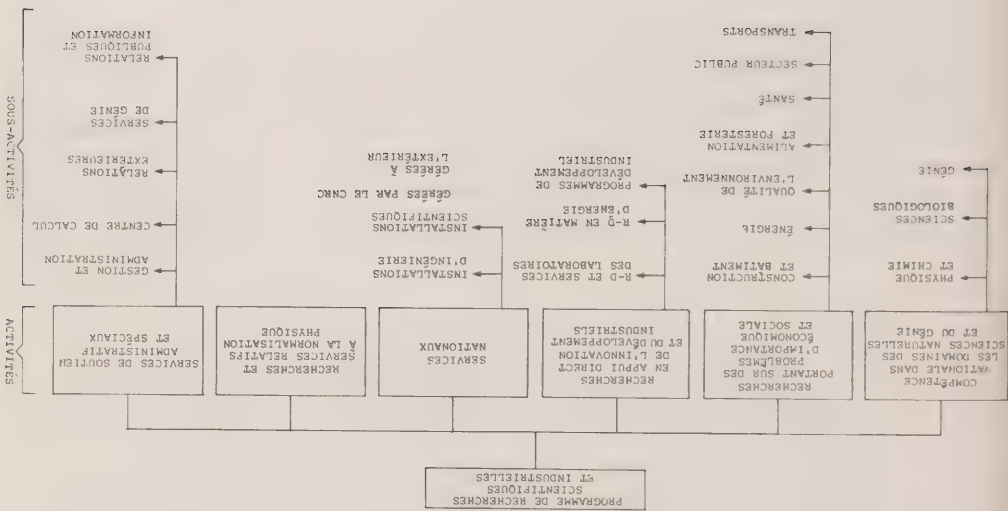 PROGRAMME DE RECHERCHES
SCIENTIFIQUES
ET INDUSTRIELLES
COMPÉTENCE
NATIONALE DANS
LES DOMAINES DES
SCIENCES NATURELLES
ET DU GÉNIE
RECHERCHES
PORTANT SUR DES
PROBLÈMES
D'IMPORTANCE
ÉCONOMIQUE
ET SOCIALE
RECHERCHES
EN APPUI DIRECT
DE L'INNOVATION
ET DU DÉVELOPPEMENT
INDUSTRIELS
SERVICES
NATIONAUX
RECHERCHES ET
SERVICES RELATIFS
À LA NORMALISATION
PHYSIQUE
SERVICES DE SOUTIEN
ADMINISTRATIF
ET SPÉCIAUX
ACTIVITÉS
PHYSIQUE
ET CHIMIE
SCIENCES
BIOLOGIQUES
GÉNIE
CONSTRUCTION
ET BATIMENT
ÉNERGIE
QUALITÉ DE
L'ENVIRONNEMENT
ALIMENTATION
ET FORESTERIE
SANTÉ
SECTEUR PUBLIC
TRANSPORTS
R-D ET SERVICES
DES LABORATOIRES
R-D EN MATIÈRE
D'ÉNERGIE
PROGRAMMES DE
DÉVELOPPEMENT
INDUSTRIEL
INSTALLATIONS
D'INGÉNIERIE
INSTALLATIONS
SCIENTIFIQUES
GÉRÉES PAR LE CNRC
GÉRÉES À
L'EXTÉRIEUR
GESTION ET
ADMINISTRATION
CENTRE DE CALCUL
RELATIONS
EXTÉRIEURES
SERVICES
DE GÉNIE
RELATIONS
PUBLIQUES ET
INFORMATION
SOUS-ACTIVITÉS